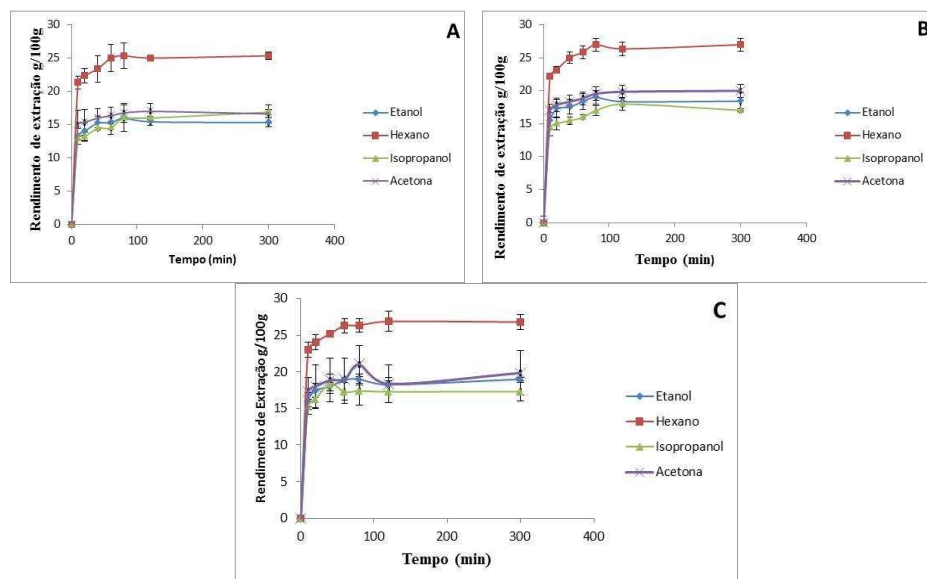 A
Rendimento de extração g/100g
30
25
20
15
10
5
0
0
100
200
300
400
Tempo (min)
Etanol
Hexano
Isopropanol
Acetona
B
Rendimento de extração g/100g
30
25
20
15
10
5
0
0
100
200
300
400
Tempo (min)
Etanol
Hexano
Isopropanol
Acetona
C
Rendimento de Extração g/100g
30
25
20
15
10
5
0
0
100
200
300
400
Tempo (min)
Etanol
Hexano
Isopropanol
Acetona